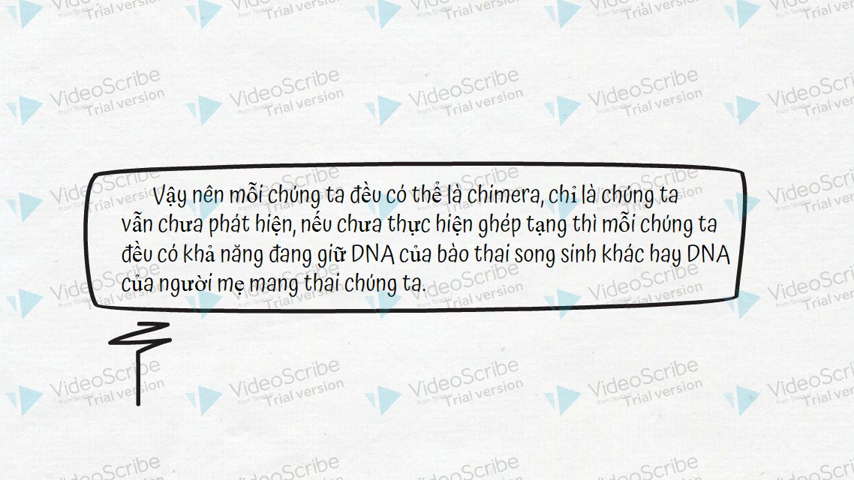 Vậy nên mỗi chúng ta đều có thể là chimera, chỉ là chúng ta
vẫn chưa phát hiện, nếu chưa thực hiện ghép tạng thì mỗi chúng ta
đều có khả năng đang giữ DNA của bào thai song sinh khác hay DNA
của người mẹ mang thai chúng ta.
VideoScribe
Trial version